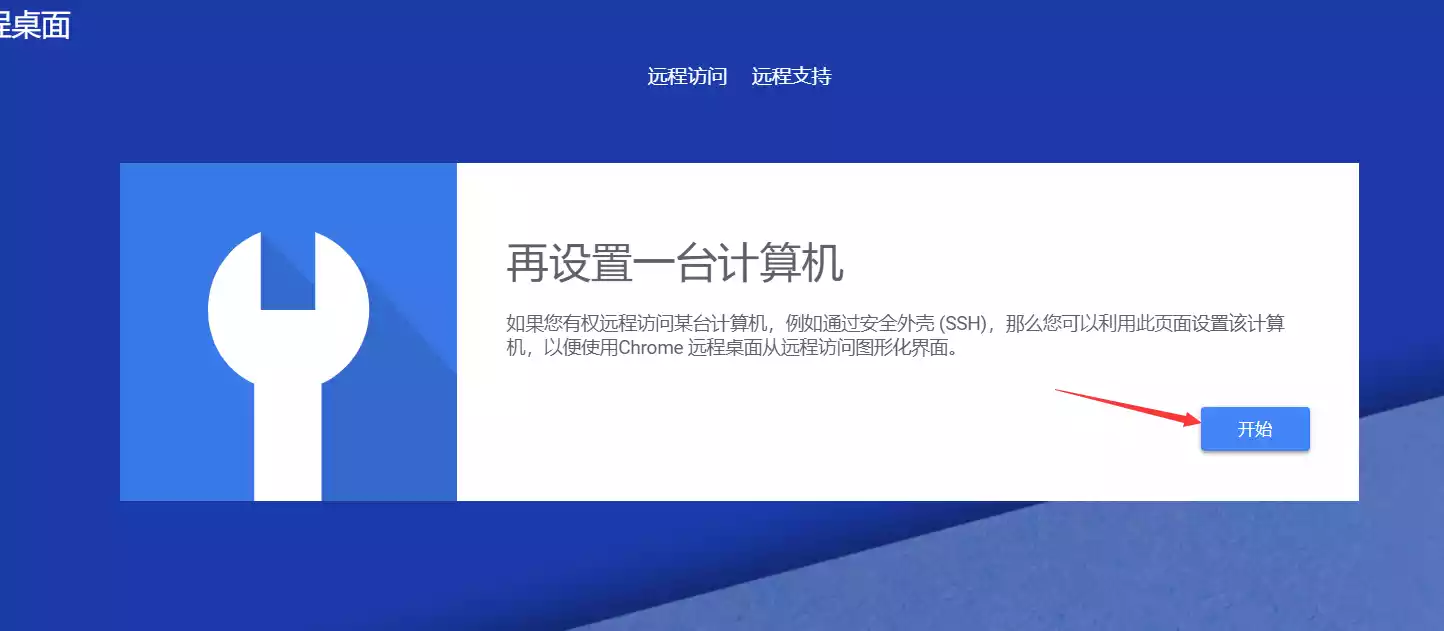 程桌面
远程访问 远程支持
再设置一台计算机
如果您有权远程访问某台计算机，例如通过安全外壳 (SSH)，那么您可以利用此页面设置该计算
机，以便使用Chrome 远程桌面从远程访问图形化界面。
开始